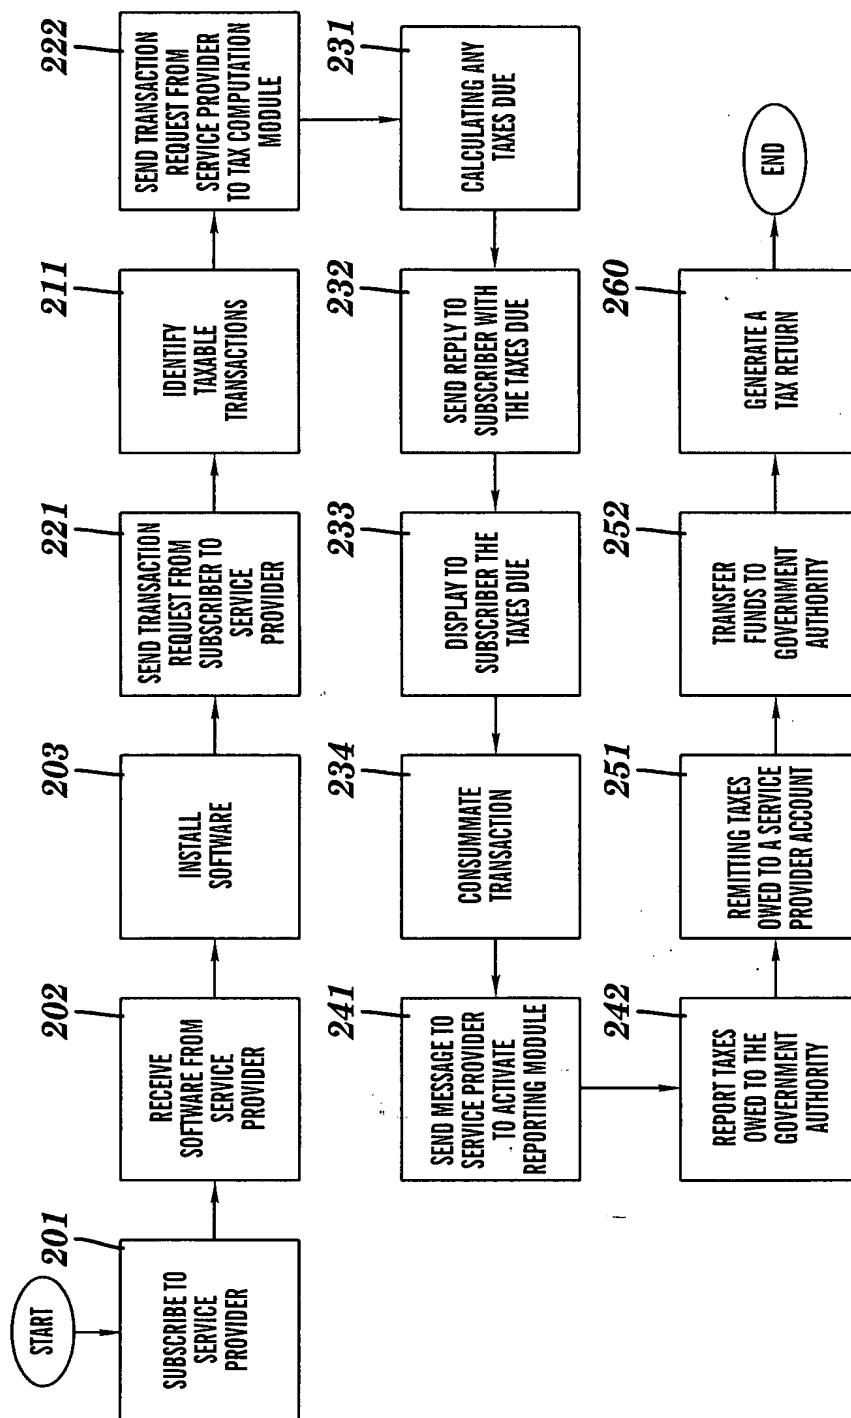 START
201
SUBSCRIBE TO
SERVICE
PROVIDER
202
RECEIVE
SOFTWARE FROM
SERVICE
PROVIDER
203
INSTALL
SOFTWARE
221
SEND TRANSACTION
REQUEST FROM
SUBSCRIBER TO
SERVICE
PROVIDER
211
IDENTIFY
TAXABLE
TRANSACTIONS
222
SEND TRANSACTION
REQUEST FROM
SERVICE PROVIDER
TO TAX COMPUTATION
MODULE
231
CALCULATING ANY
TAXES DUE
232
SEND REPLY TO
SUBSCRIBER WITH
THE TAXES DUE
233
DISPLAY TO
SUBSCRIBER THE
TAXES DUE
234
CONSUMMATE
TRANSACTION
241
SEND MESSAGE TO
SERVICE PROVIDER
TO ACTIVATE
REPORTING MODULE
242
REPORT TAXES
OWED TO THE
GOVERNMENT
AUTHORITY
251
REMITTING TAXES
OWED TO A SERVICE
PROVIDER ACCOUNT
252
TRANSFER
FUNDS TO
GOVERNMENT
AUTHORITY
260
GENERATE A
TAX RETURN
END